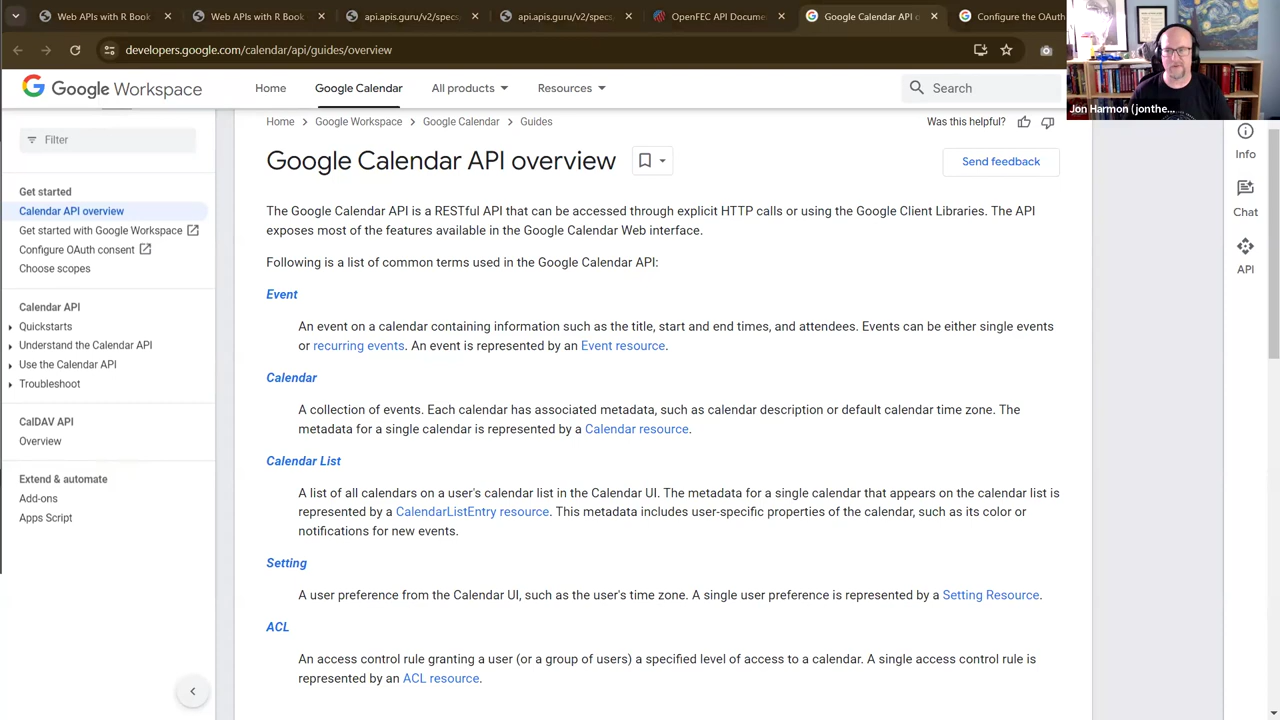 Web APIs with R Book
Web APIs with R Book
api.apis.guru/v2/specs
api.apis.guru/v2/specs
OpenFEC API Docume
Google Calendar API o
Configure the OAuth
developers.google.com/calendar/api/guides/overview
Google Workspace
Home
Google Calendar
All products
Resources
Search
Jon Harmon (jonthe...
Filter
Get started
Calendar API overview
Get started with Google Workspace
Configure OAuth consent
Choose scopes
Calendar API
Quickstarts
Understand the Calendar API
Use the Calendar API
Troubleshoot
CalDAV API
Overview
Extend & automate
Add-ons
Apps Script
Home > Google Workspace > Google Calendar > Guides
Was this helpful?
Google Calendar API overview
Send feedback
The Google Calendar API is a RESTful API that can be accessed through explicit HTTP calls or using the Google Client Libraries. The API
exposes most of the features available in the Google Calendar Web interface.
Following is a list of common terms used in the Google Calendar API:
Event
An event on a calendar containing information such as the title, start and end times, and attendees. Events can be either single events
or recurring events. An event is represented by an Event resource.
Calendar
A collection of events. Each calendar has associated metadata, such as calendar description or default calendar time zone. The
metadata for a single calendar is represented by a Calendar resource.
Calendar List
A list of all calendars on a user's calendar list in the Calendar UI. The metadata for a single calendar that appears on the calendar list is
represented by a CalendarListEntry resource. This metadata includes user-specific properties of the calendar, such as its color or
notifications for new events.
Setting
A user preference from the Calendar UI, such as the user's time zone. A single user preference is represented by a Setting Resource.
ACL
An access control rule granting a user (or a group of users) a specified level of access to a calendar. A single access control rule is
represented by an ACL resource.
Info
Chat
API